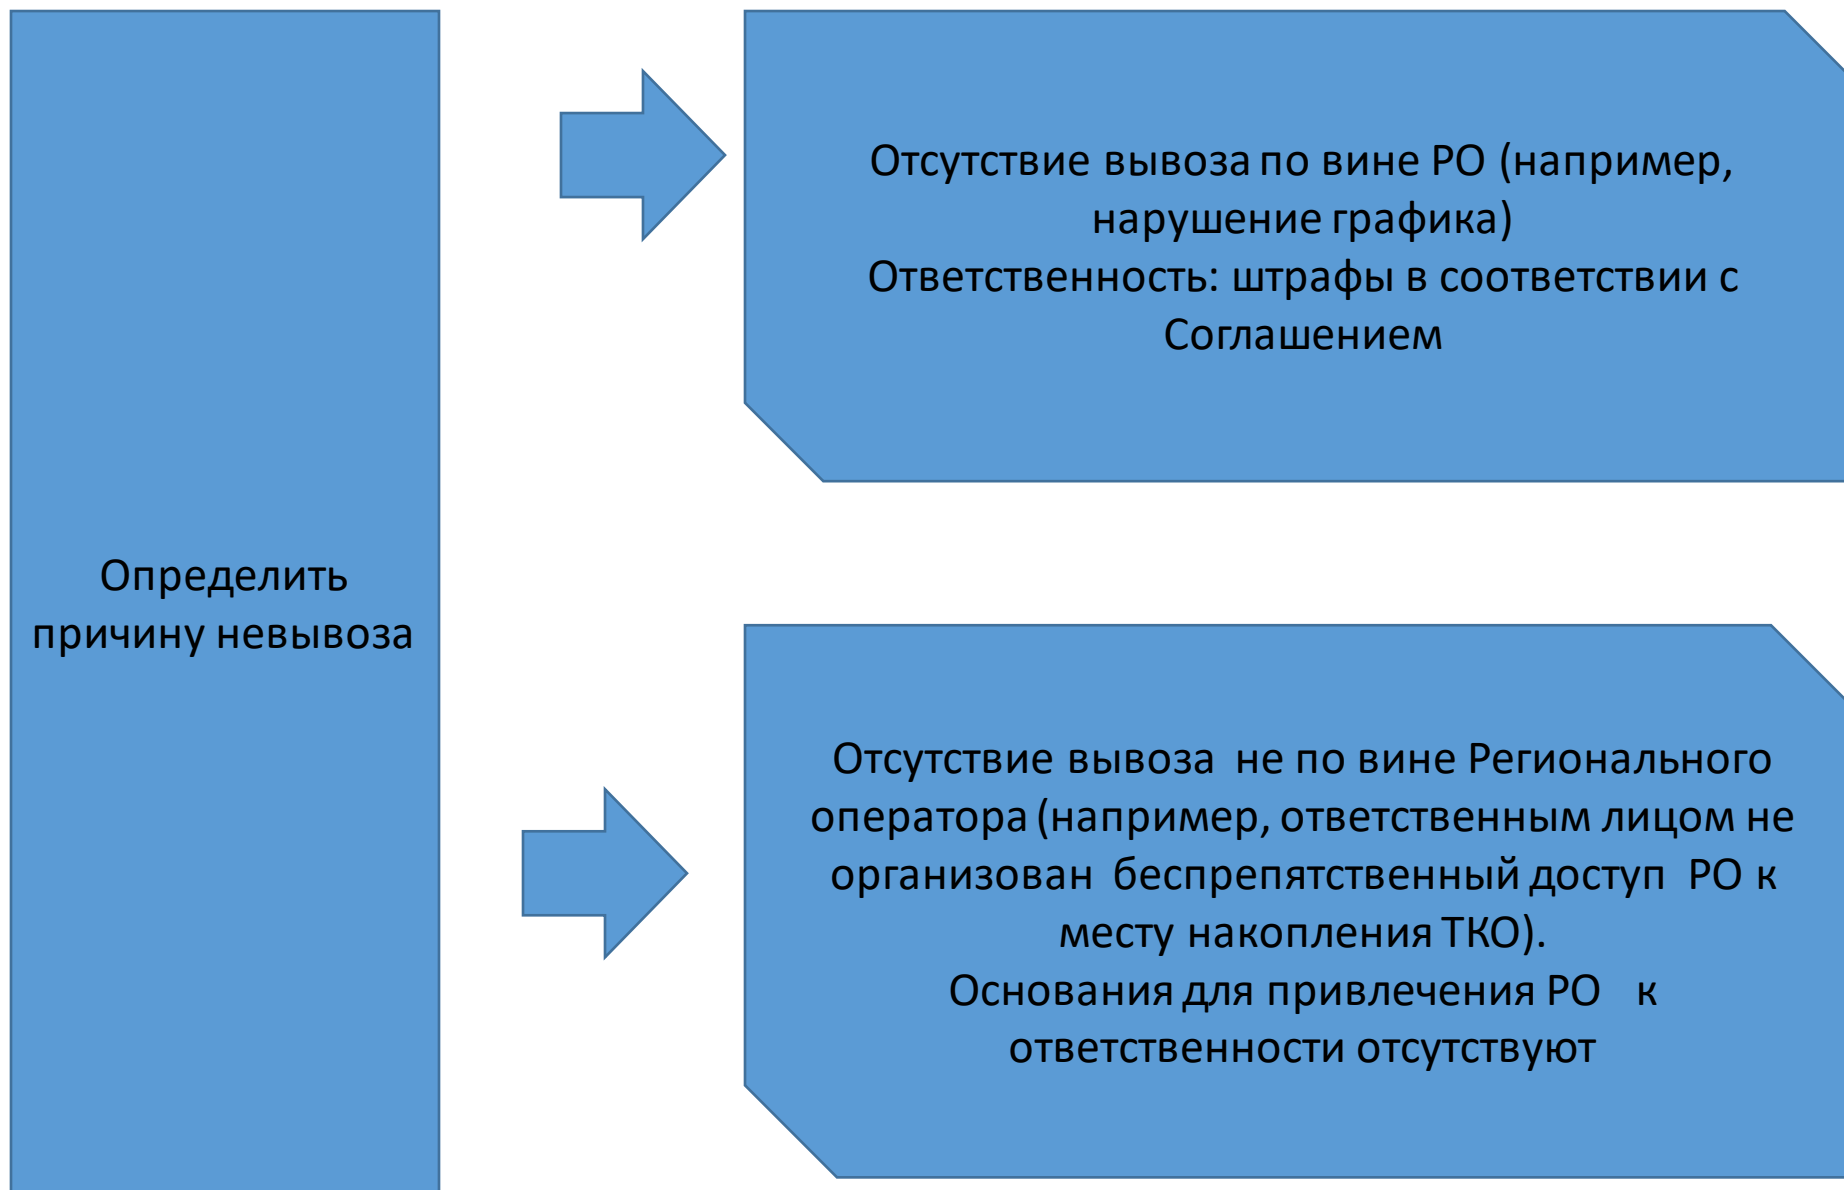 Определить
причину невывоза
Отсутствие вывоза по вине РО (например,
нарушение графика)
Ответственность: штрафы в соответствии с
Соглашением
Отсутствие вывоза не по вине Регионального
оператора (например, ответственным лицом не
организован беспрепятственный доступ РО к
месту накопления ТКО).
Основания для привлечения РО к
ответственности отсутствуют